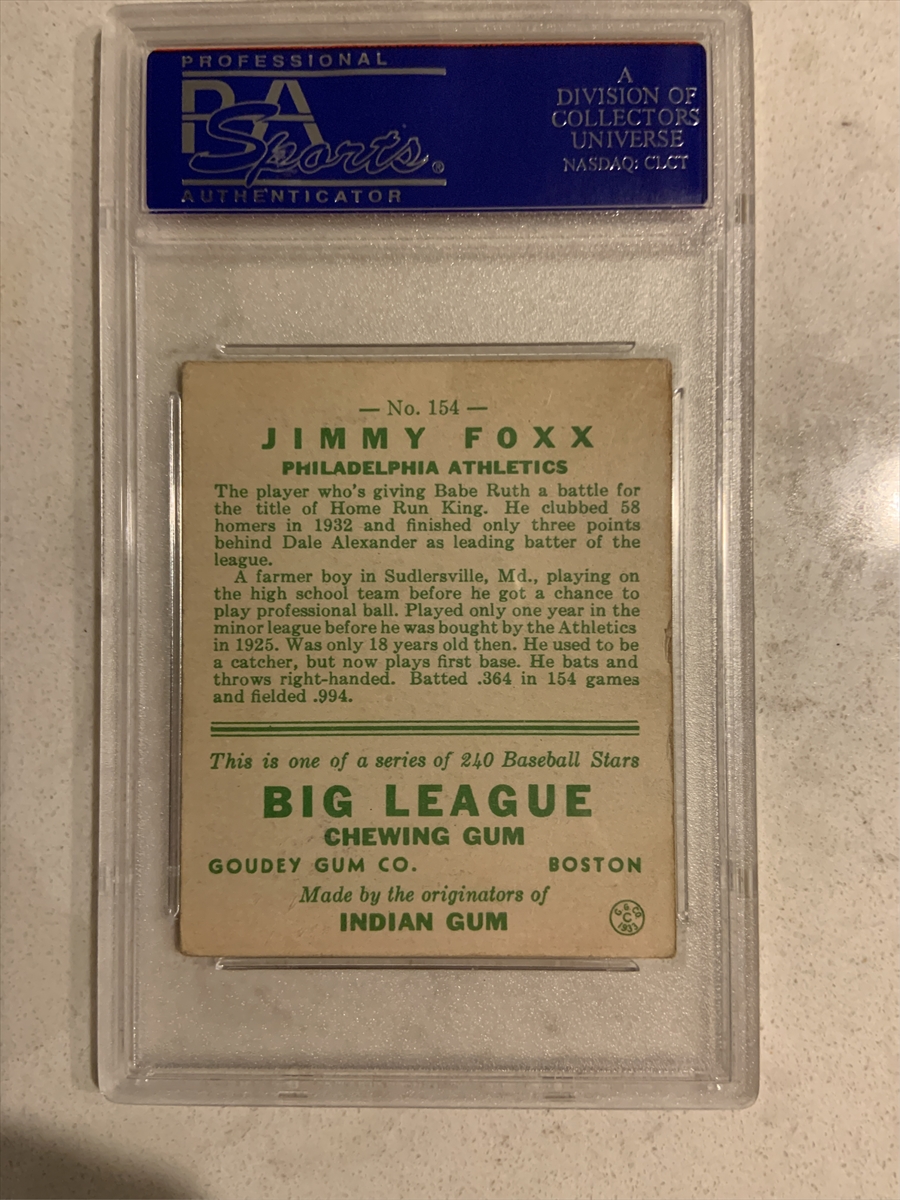 PROFESSIONAL
PSA
Sports®
AUTHENTICATOR
A
DIVISION OF
COLLECTORS
UNIVERSE
NASDAQ: CLCT
— No. 154 —
JIMMY FOXX
PHILADELPHIA ATHLETICS
The player who's giving Babe Ruth a battle for
the title of Home Run King. He clubbed 58
homers in 1932 and finished only three points
behind Dale Alexander as leading batter of the
league.
A farmer boy in Sudlersville, Md., playing on
the high school team before he got a chance to
play professional ball. Played only one year in the
minor league before he was bought by the Athletics
in 1925. Was only 18 years old then. He used to be
a catcher, but now plays first base. He bats and
throws right-handed. Batted .364 in 154 games
and fielded .994.
This is one of a series of 240 Baseball Stars
BIG LEAGUE
CHEWING GUM
GOUDEY GUM CO. BOSTON
Made by the originators of
INDIAN GUM
G. G. CO.
C
1933